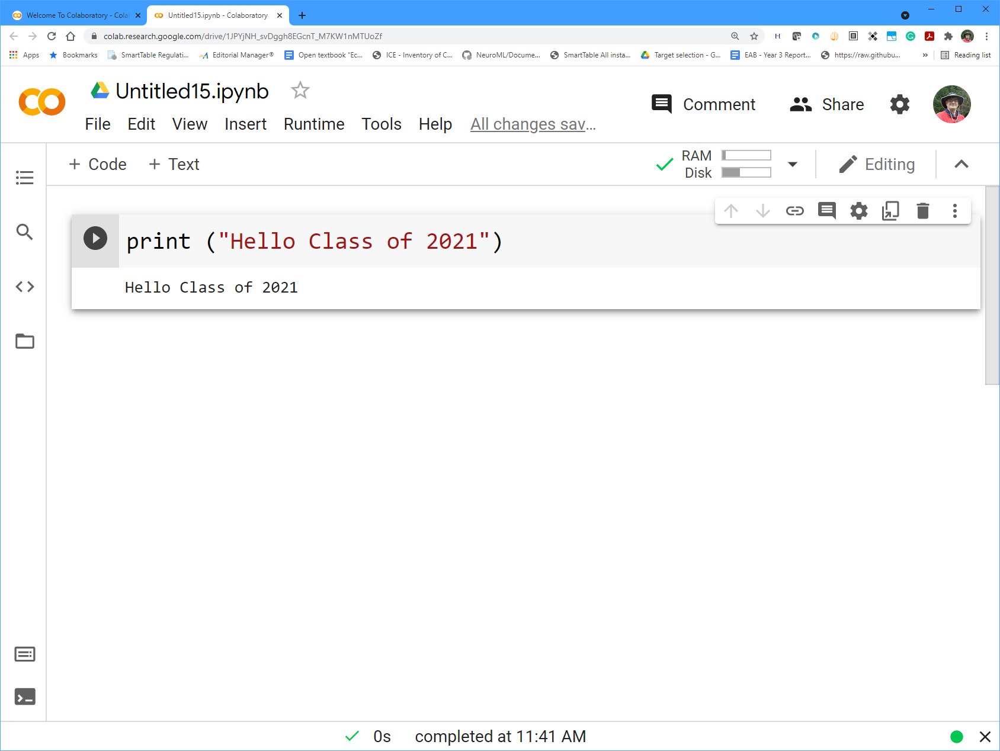 Welcome To Colaboratory - Cola
Untitled15.ipynb - Colaboratory
colab.research.google.com/drive/1JPYjNH_svDggh8EGcnT_M7KW1nMTUoZf
H
Apps
Bookmarks
SmartTable Regulati...
Editorial Manager®
Open textbook “Ec...
ICE - Inventory of C...
NeuroML/Docume...
SmartTable All insta...
Target selection - G...
EAB - Year 3 Report...
https://raw.githubu...
»
Reading list
Untitled15.ipynb
Comment
Share
File Edit View Insert Runtime Tools Help All changes sav...
+ Code + Text
RAM
Disk
Editing
print ("Hello Class of 2021")
Hello Class of 2021
0s completed at 11:41 AM